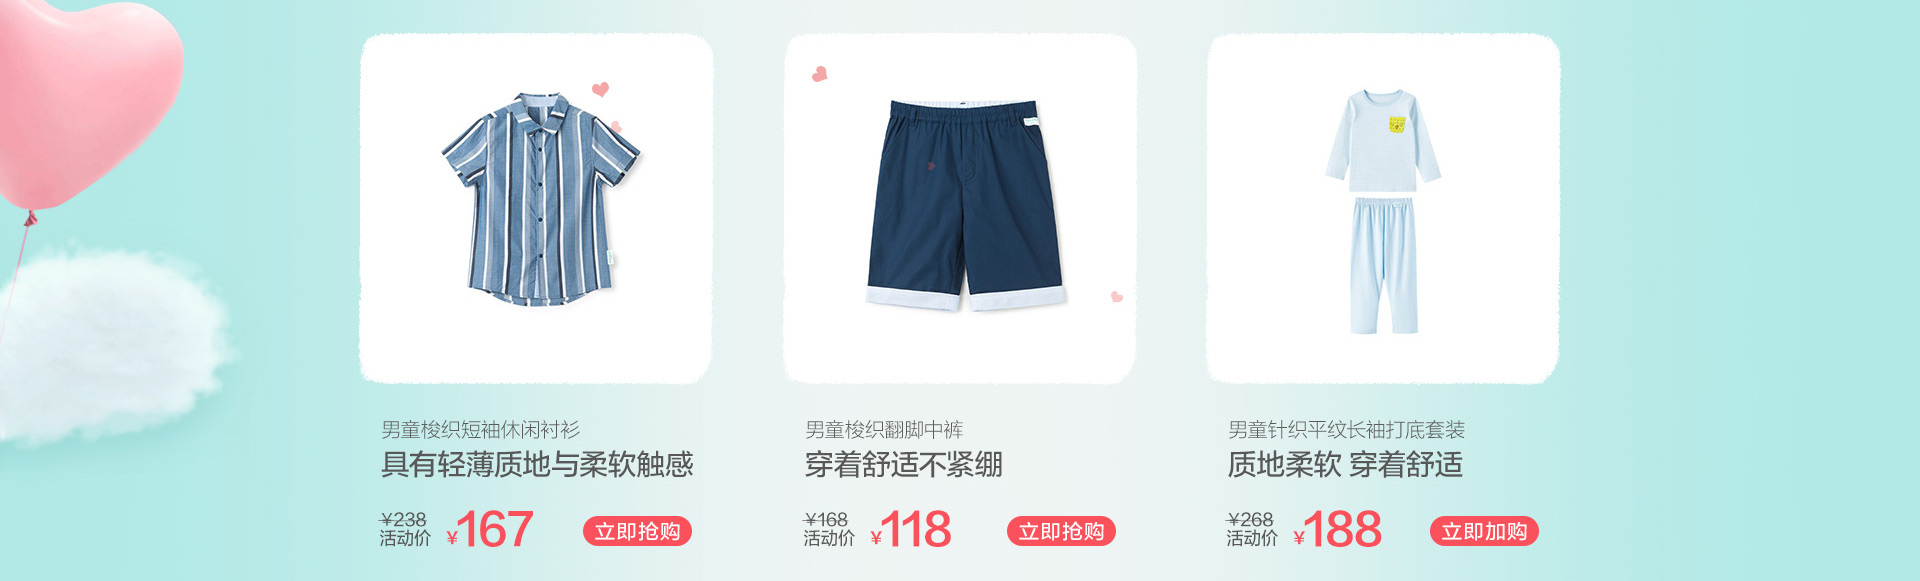 男童梭织短袖休闲衬衫
具有轻薄质地与柔软触感
¥238
活动价
¥167
立即抢购
男童梭织翻脚中裤
穿着舒适不紧绷
¥168
活动价
¥118
立即抢购
男童针织平纹长袖打底套装
质地柔软 穿着舒适
¥268
活动价
¥188
立即加购